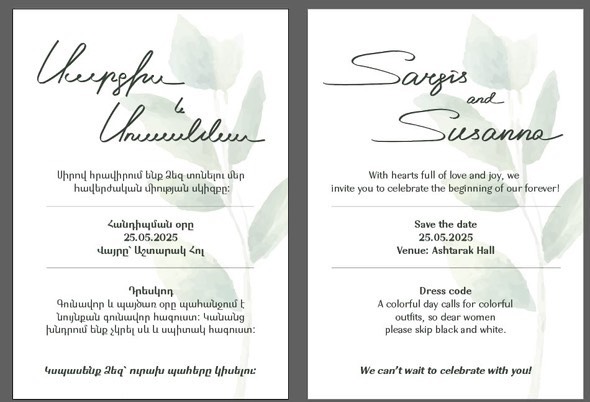 Սարգիս
և
Սուսաննա
Սիրով հրավիրում ենք Ձեզ տոնելու մեր
հավերժական միության սկիզբը:
Հանդիպման օրը
25.05.2025
Վայրը՝ Աշտարակ Հոլ
Դրեսկոդ
Գունավոր և պայծառ օրը պահանջում է
նույնքան գունավոր հագուստ: Կանանց
խնդրում ենք չկրել սև և սպիտակ հագուստ:
Կսպասենք Ձեզ՝ ուրախ պահերը կիսելու:
Sargis
and
Susanna
With hearts full of love and joy, we
invite you to celebrate the beginning of our forever!
Save the date
25.05.2025
Venue: Ashtarak Hall
Dress code
A colorful day calls for colorful
outfits, so dear women
please skip black and white.
We can't wait to celebrate with you!